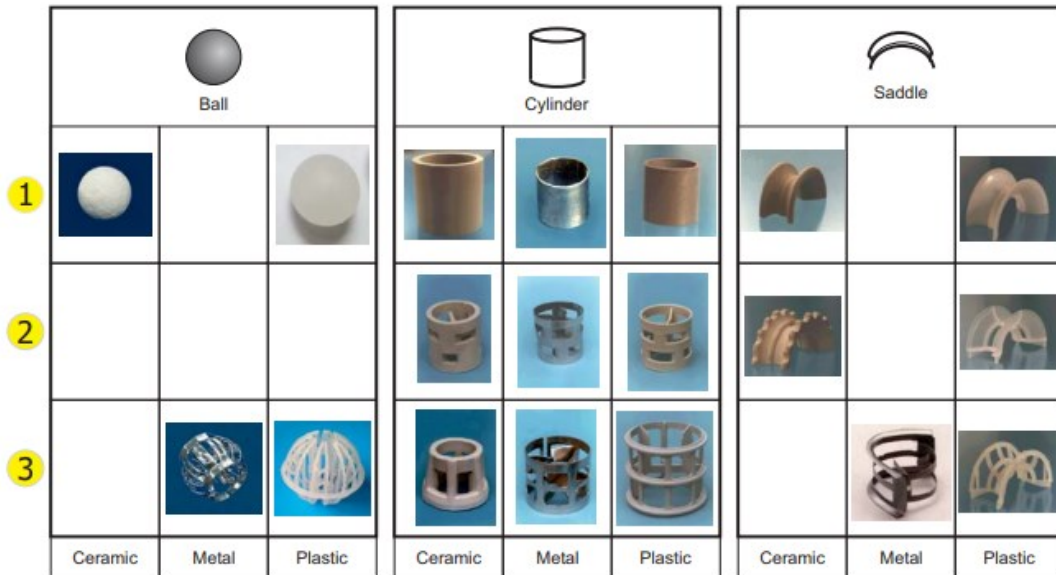 Ball
Cylinder
Saddle
1
2
3
Ceramic Metal Plastic Ceramic Metal Plastic Ceramic Metal Plastic